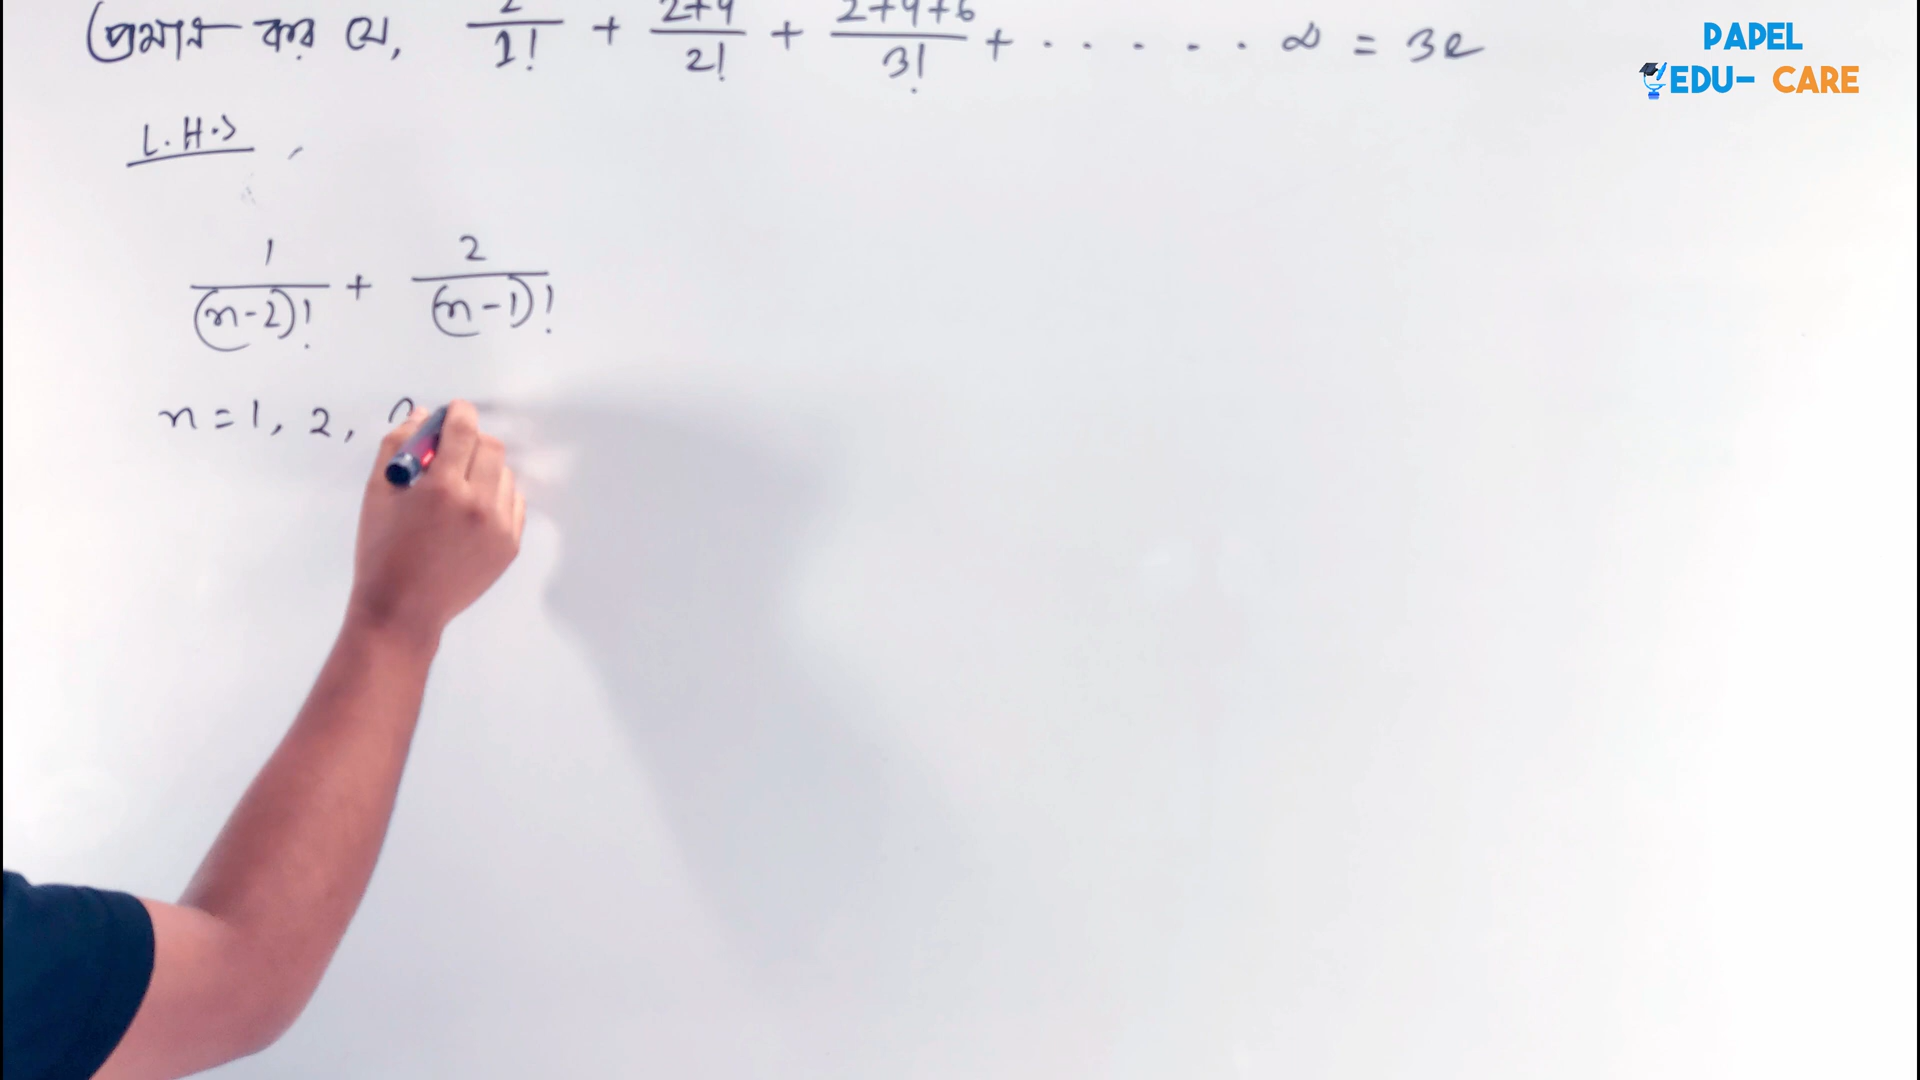 প্রমাণ কর যে, 2/1! + 2+4/2! + 2+4+6/3! + . . . . . ∞ = 3e
PAPEL
EDU- CARE
L.H.S ,
1/(n-2)! + 2/(n-1)!
n = 1, 2,